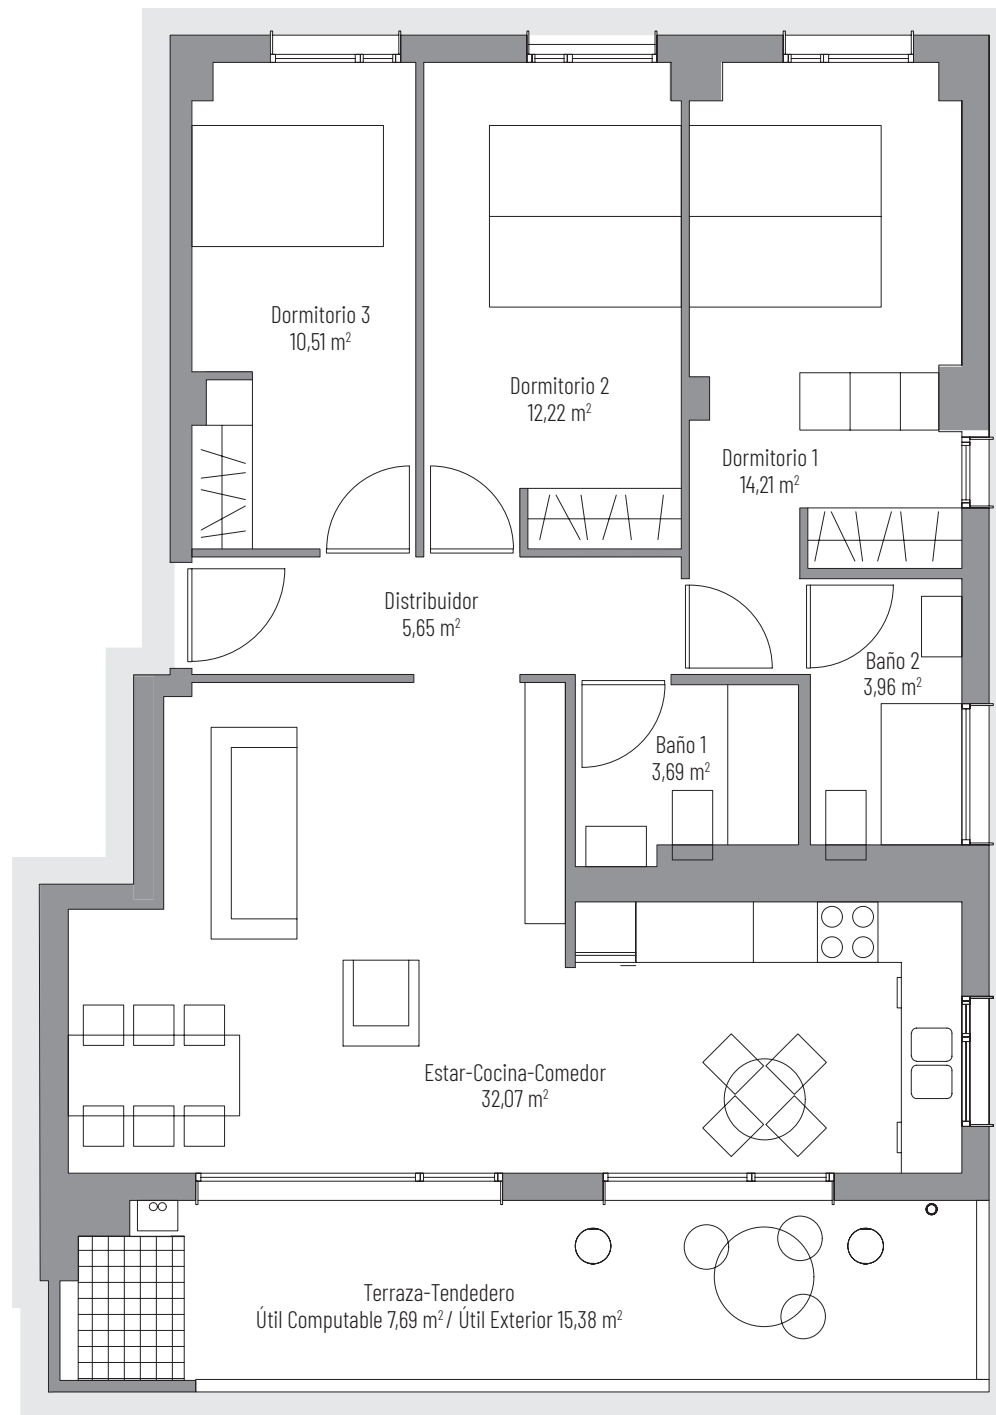 Dormitorio 3
10,51 m²
Dormitorio 2
12,22 m²
Dormitorio 1
14,21 m²
Distribuidor
5,65 m²
Baño 2
3,96 m²
Baño 1
3,69 m²
Estar-Cocina-Comedor
32,07 m²
Terraza-Tendedero
Útil Computable 7,69 m² / Útil Exterior 15,38 m²